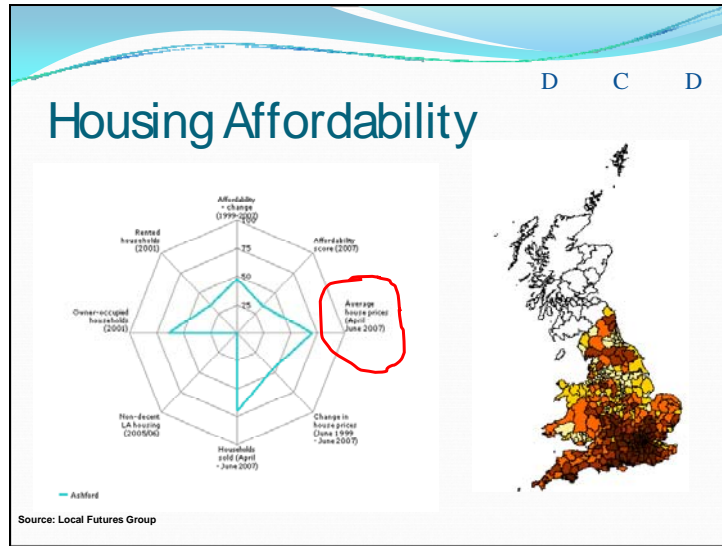 D C D
Housing Affordability
Affordability
- change
(1999-2007)
100
75
50
25
Affordability
score (2007)
Average
house prices
(April
June 2007)
Change in
house prices
(June 1999
- June 2007)
Households
sold (April
- June 2007)
Non-decent
LA housing
(2005/06)
Owner-occupied
households
(2001)
Rented
households
(2001)
Ashford
Source: Local Futures Group